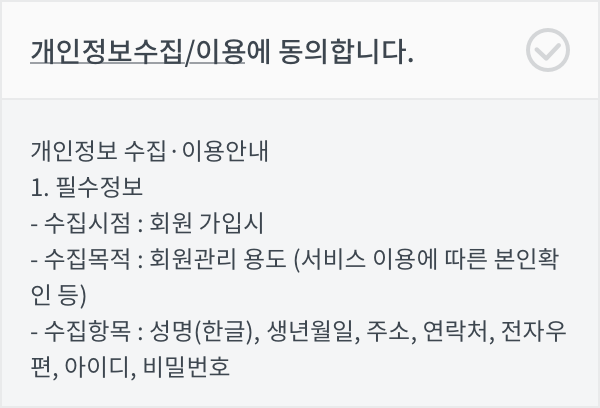 개인정보수집/이용에 동의합니다.
개인정보 수집·이용안내
1. 필수정보
- 수집시점 : 회원 가입시
- 수집목적 : 회원관리 용도 (서비스 이용에 따른 본인확
인 등)
- 수집항목 : 성명(한글), 생년월일, 주소, 연락처, 전자우
편, 아이디, 비밀번호